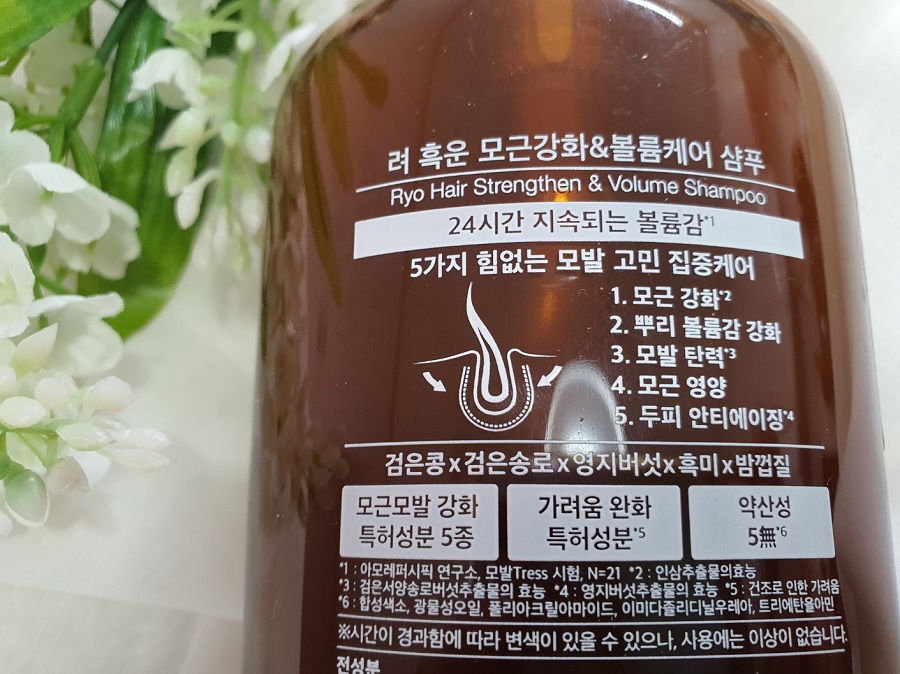 려 흑운 모근강화&볼륨케어 샴푸
Ryo Hair Strengthen & Volume Shampoo
24시간 지속되는 볼륨감*1
5가지 힘없는 모발 고민 집중케어
1. 모근 강화*2
2. 뿌리 볼륨감 강화
3. 모발 탄력*3
4. 모근 영양
5. 두피 안티에이징*4
검은콩x검은송로x영지버섯x흑미x밤껍질
모근모발 강화
특허성분 5종
가려움 완화
특허성분*5
약산성
5無*6
*1 : 아모레퍼시픽 연구소, 모발Tress 시험, N=21 *2 : 인삼추출물의효능
*3 : 검은서양송로버섯추출물의 효능 *4 : 영지버섯추출물의 효능 *5 : 건조로 인한 가려움
*6 : 합성색소, 광물성오일, 폴리아크릴아마이드, 이미다졸리디닐우레아, 트리에탄올아민
※시간이 경과함에 따라 변색이 있을 수 있으나, 사용에는 이상이 없습니다.
전성분